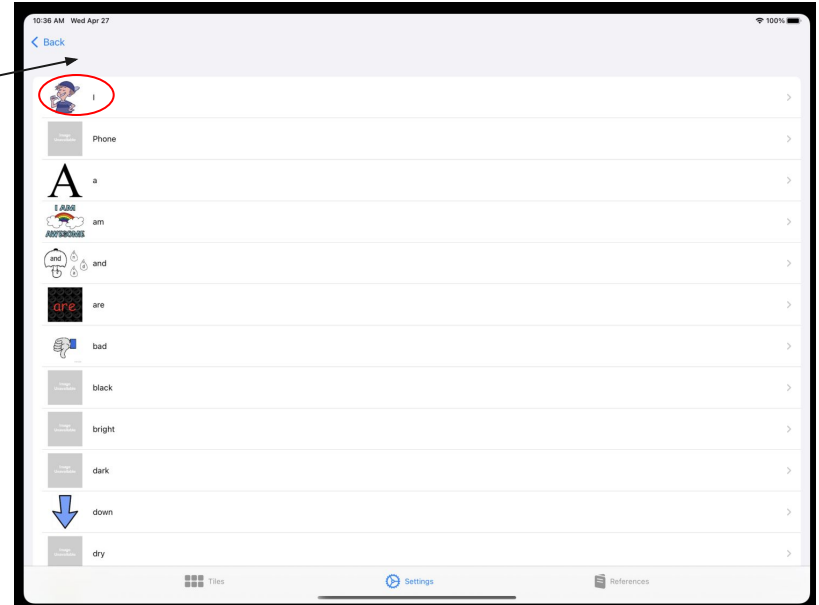 10:36 AM Wed Apr 27
100%
Back
I
Phone
a
A
I AM
AWESOME
am
and
and
are
are
bad
black
bright
dark
down
dry
Tiles
Settings
References